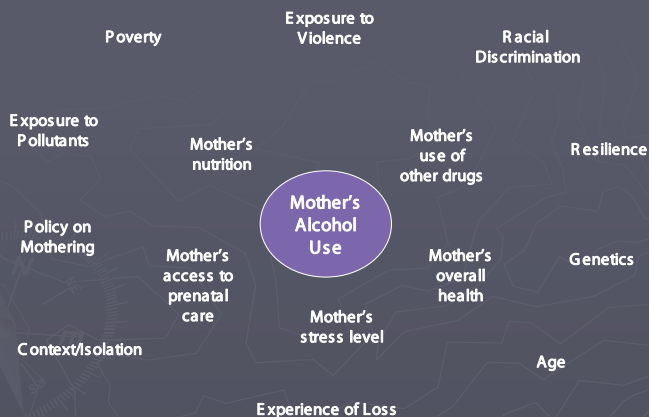 Exposure to
Violence
Poverty
Racial
Discrimination
Exposure to
Pollutants
Mother's
nutrition
Mother's
use of
other drugs
Resilience
Mother's
Alcohol
Use
Policy on
Mothering
Mother's
access to
prenatal
care
Mother's
overall
health
Genetics
Mother's
stress level
Context/Isolation
Age
Experience of Loss